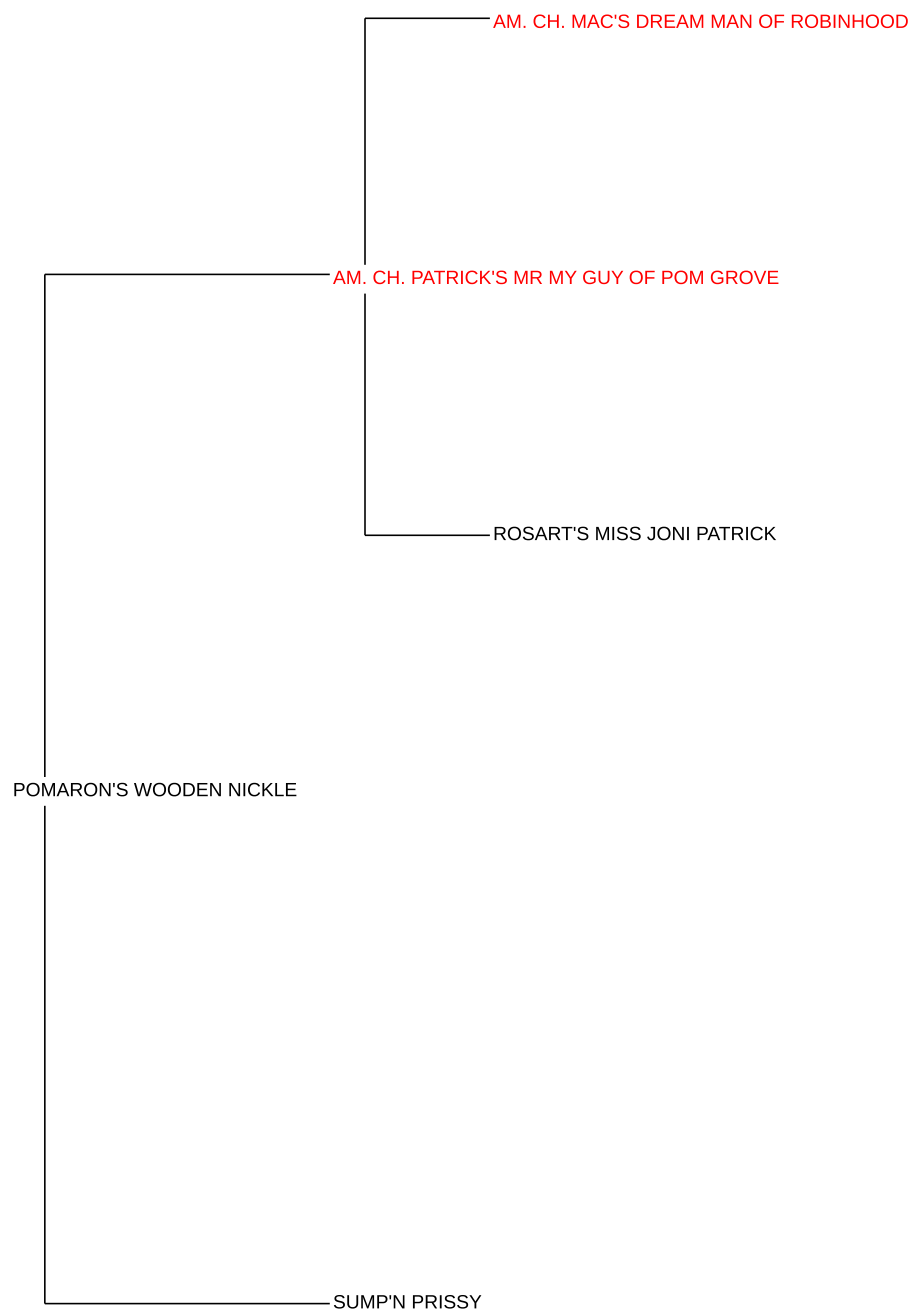 AM. CH. MAC'S DREAM MAN OF ROBINHOOD
AM. CH. PATRICK'S MR MY GUY OF POM GROVE
ROSART'S MISS JONI PATRICK
POMARON'S WOODEN NICKLE
SUMP'N PRISSY